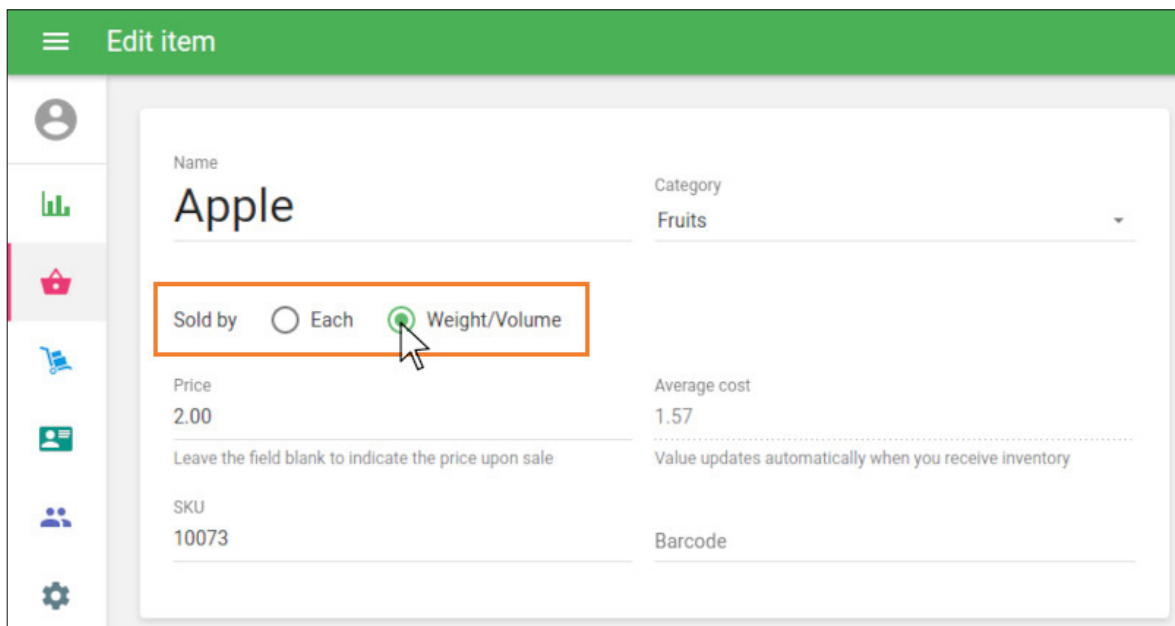 Edit item
Name
Apple
Category
Fruits
Sold by Each Weight/Volume
Price
2.00
Leave the field blank to indicate the price upon sale
Average cost
1.57
Value updates automatically when you receive inventory
SKU
10073
Barcode